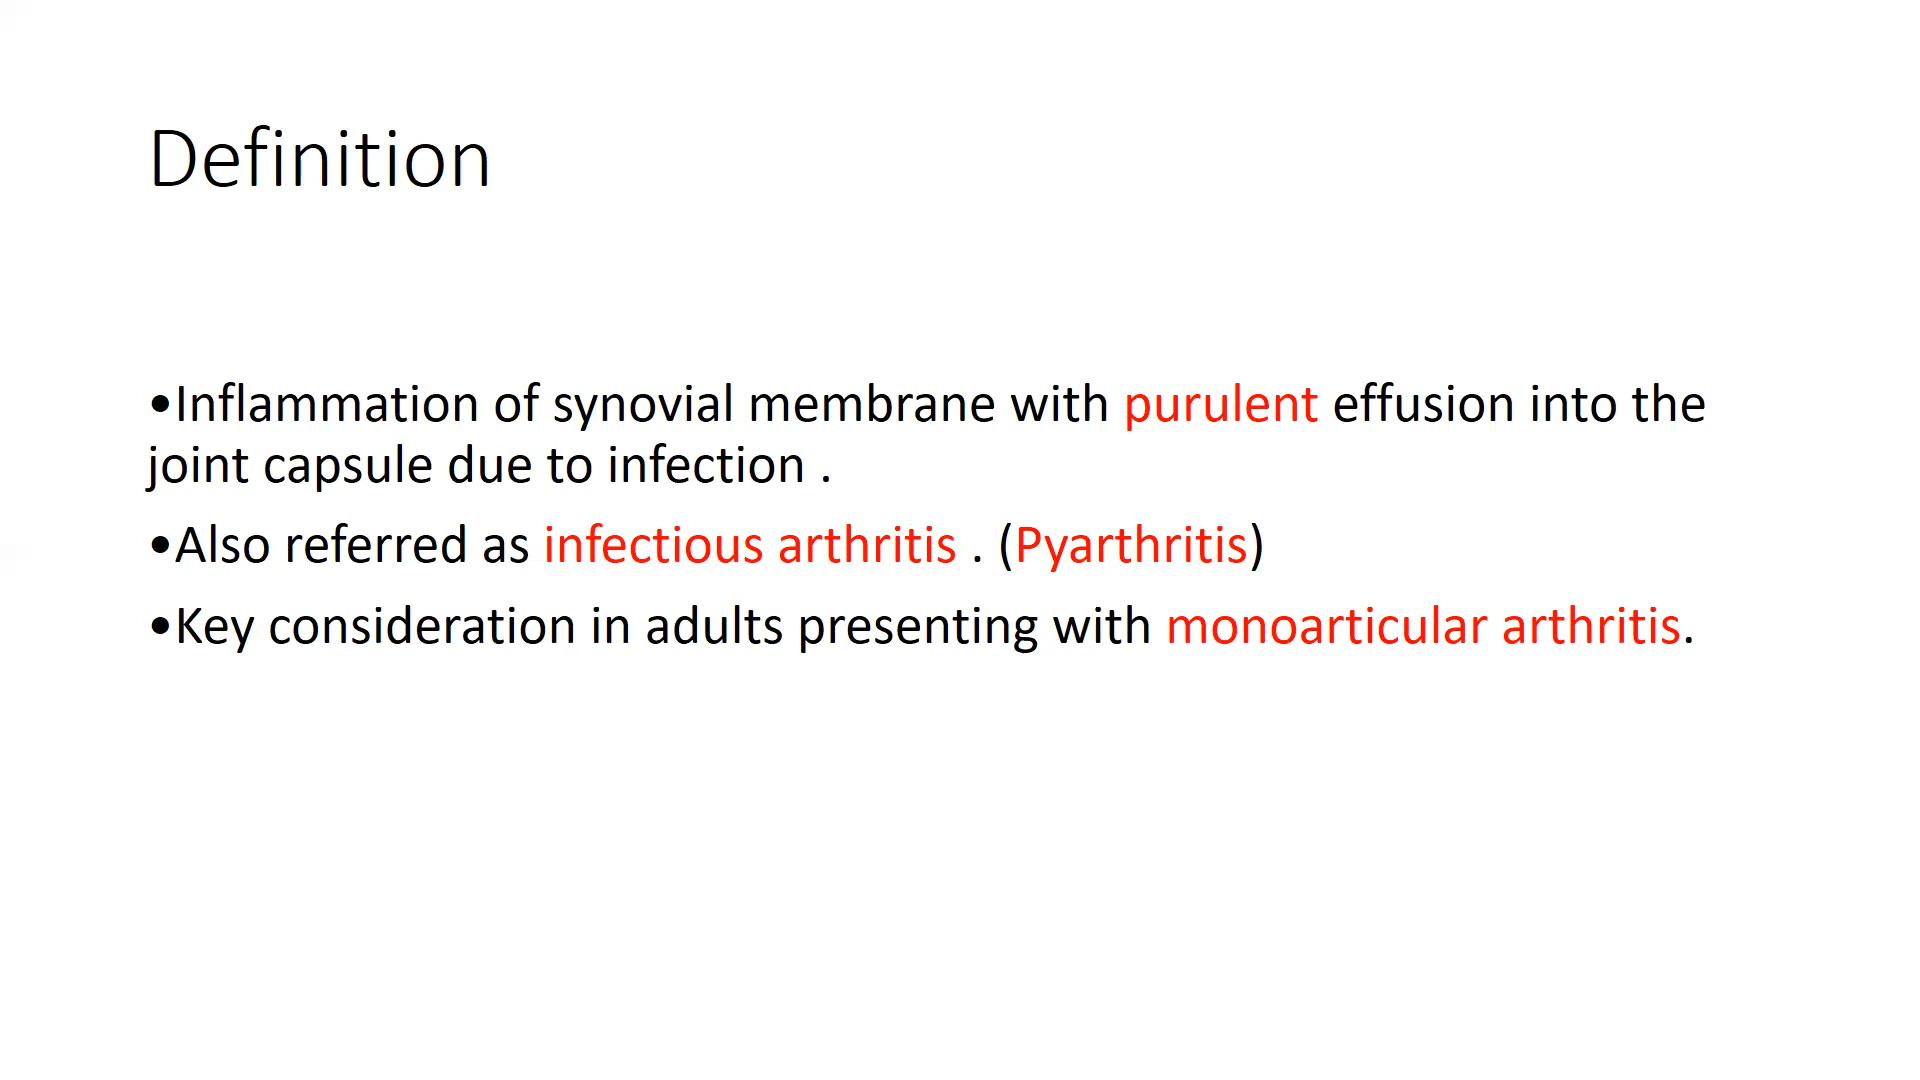 Definition
•Inflammation of synovial membrane with purulent effusion into the
joint capsule due to infection .
•Also referred as infectious arthritis . (Pyarthritis)
•Key consideration in adults presenting with monoarticular arthritis.